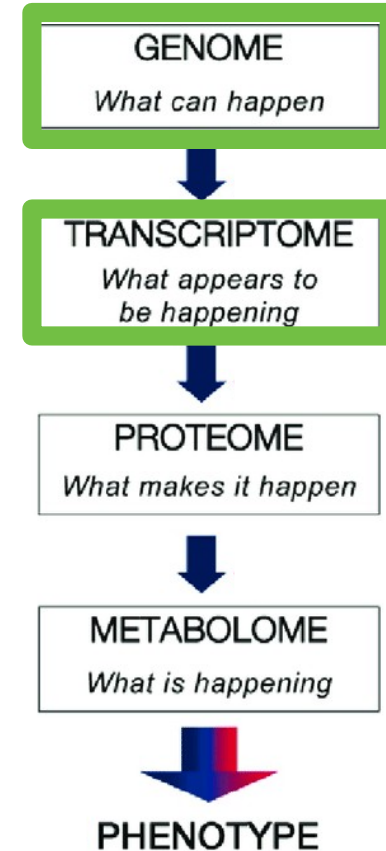 GENOME
What can happen
TRANSCRIPTOME
What appears to
be happening
PROTEOME
What makes it happen
METABOLOME
What is happening
PHENOTYPE